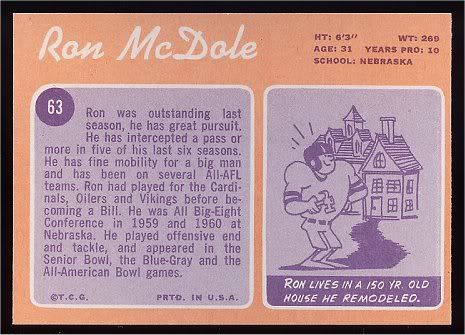 Ron McDole
HT: 6'3" WT: 269
AGE: 31 YEARS PRO: 10
SCHOOL: NEBRASKA
63
Ron was outstanding last
season, he has great pursuit.
He has intercepted a pass or
more in five of his last six seasons.
He has fine mobility for a big man
and has been on several All-AFL
teams. Ron had played for the Cardi-
nals, Oilers and Vikings before be-
coming a Bill. He was All Big-Eight
Conference in 1959 and 1960 at
Nebraska. He played offensive end
and tackle, and appeared in the
Senior Bowl, the Blue-Gray and the
All-American Bowl games.
©T.C.G. PRTD. IN U.S.A.
RON LIVES IN A 150 YR. OLD
HOUSE HE REMODELED.